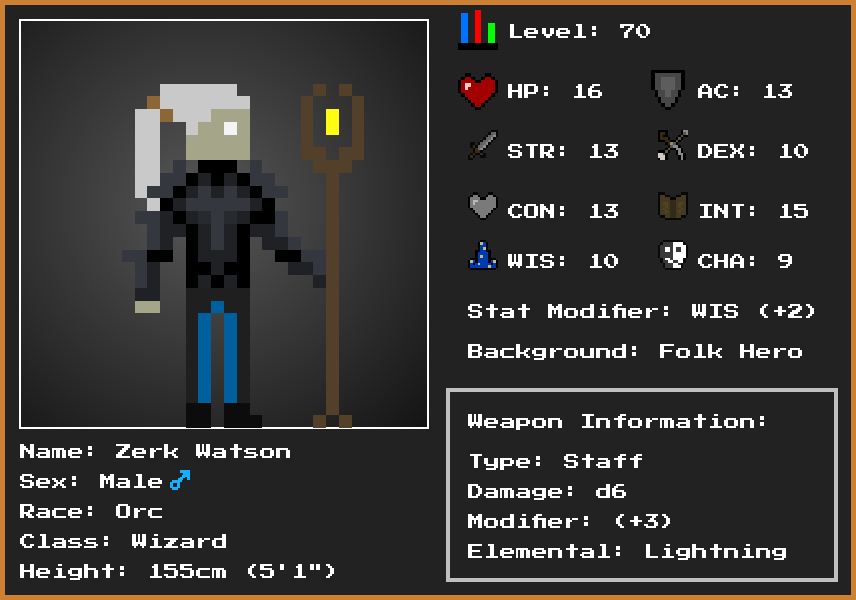 Level: 70
HP: 16
AC: 13
STR: 13
DEX: 10
CON: 13
INT: 15
WIS: 10
CHA: 9
Stat Modifier: WIS (+2)
Background: Folk Hero
Weapon Information:
Type: Staff
Damage: d6
Modifier: (+3)
Elemental: Lightning
Name: Zerk Watson
Sex: Male ♂
Race: Orc
Class: Wizard
Height: 155cm (5'1")